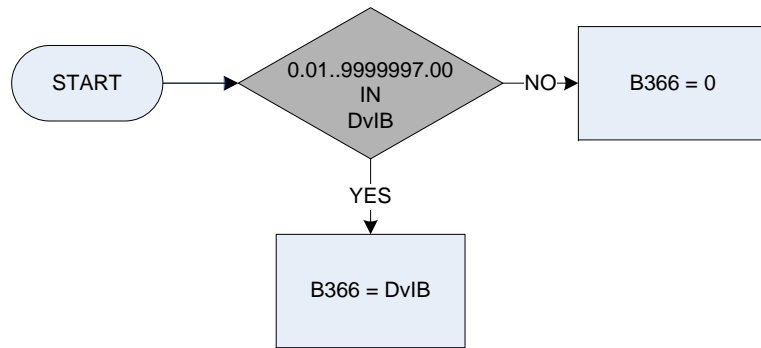 START
0.01..9999997.00
IN
DvIB
NO
B366 = 0
YES
B366 = DvIB